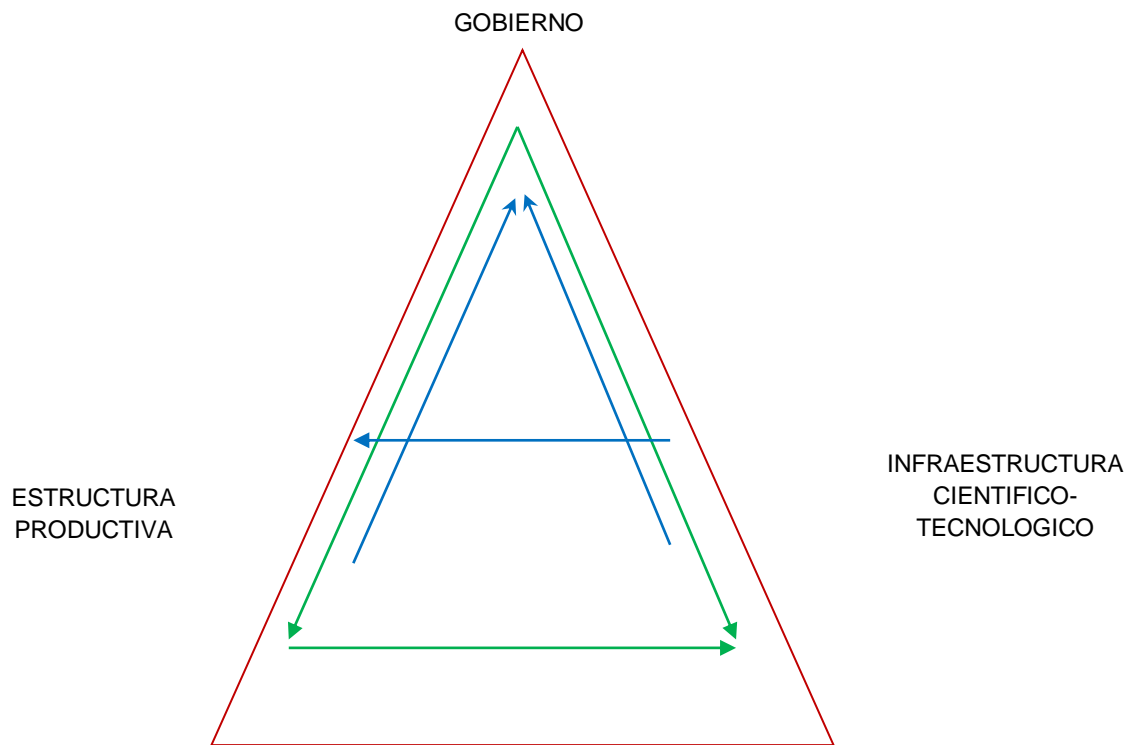 GOBIERNO
ESTRUCTURA
PRODUCTIVA
INFRAESTRUCTURA
CIENTIFICO-
TECNOLOGICO